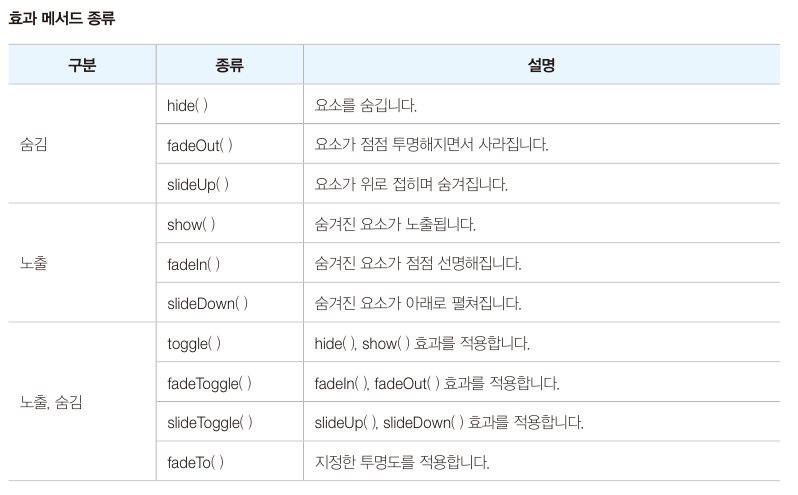 효과 메서드 종류
구분 종류 설명
숨김
hide( ) 요소를 숨깁니다.
fadeOut( ) 요소가 점점 투명해지면서 사라집니다.
slideUp( ) 요소가 위로 접히며 숨겨집니다.
노출
show( ) 숨겨진 요소가 노출됩니다.
fadeIn( ) 숨겨진 요소가 점점 선명해집니다.
slideDown( ) 숨겨진 요소가 아래로 펼쳐집니다.
노출, 숨김
toggle( ) hide( ), show( ) 효과를 적용합니다.
fadeToggle( ) fadeIn( ), fadeOut( ) 효과를 적용합니다.
slideToggle( ) slideUp( ), slideDown( ) 효과를 적용합니다.
fadeTo( ) 지정한 투명도를 적용합니다.